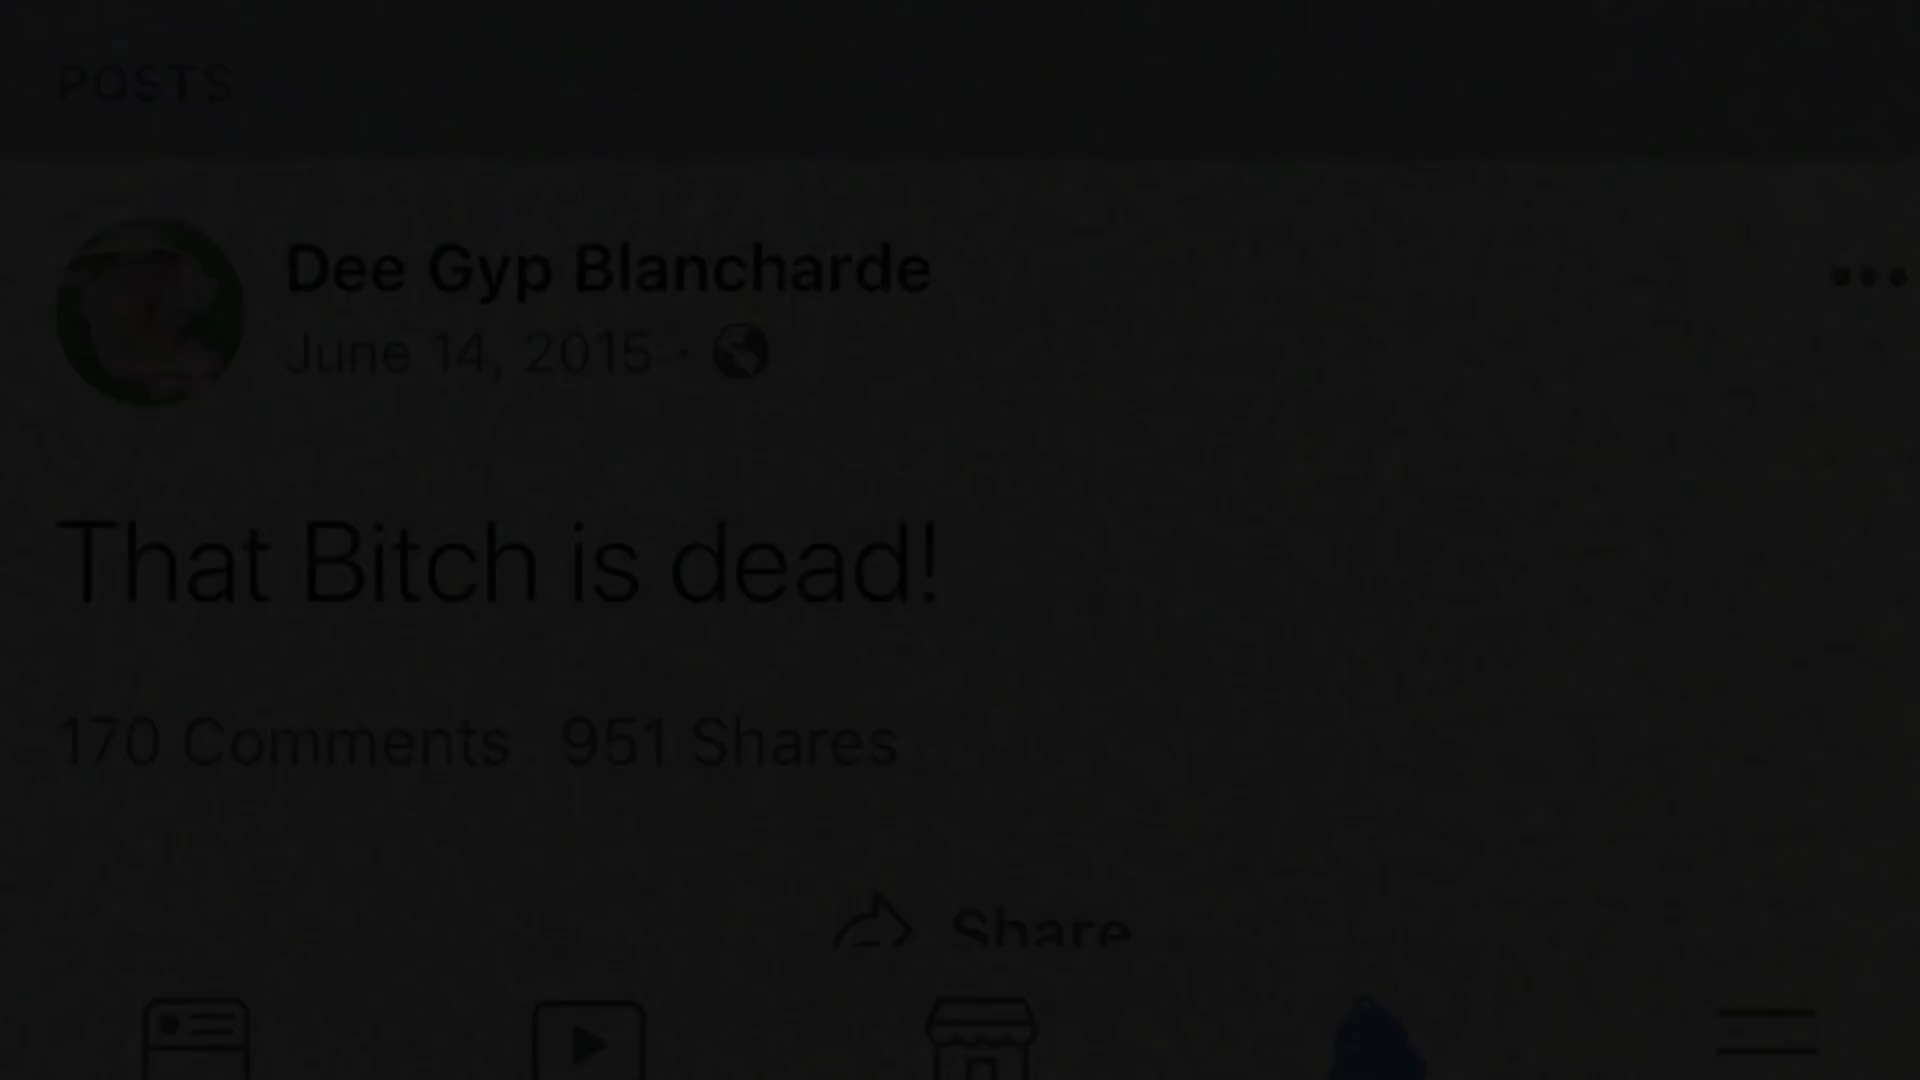 POSTS
Dee Gyp Blancharde
June 14, 2015 ·
That Bitch is dead!
170 Comments 951 Shares
Share